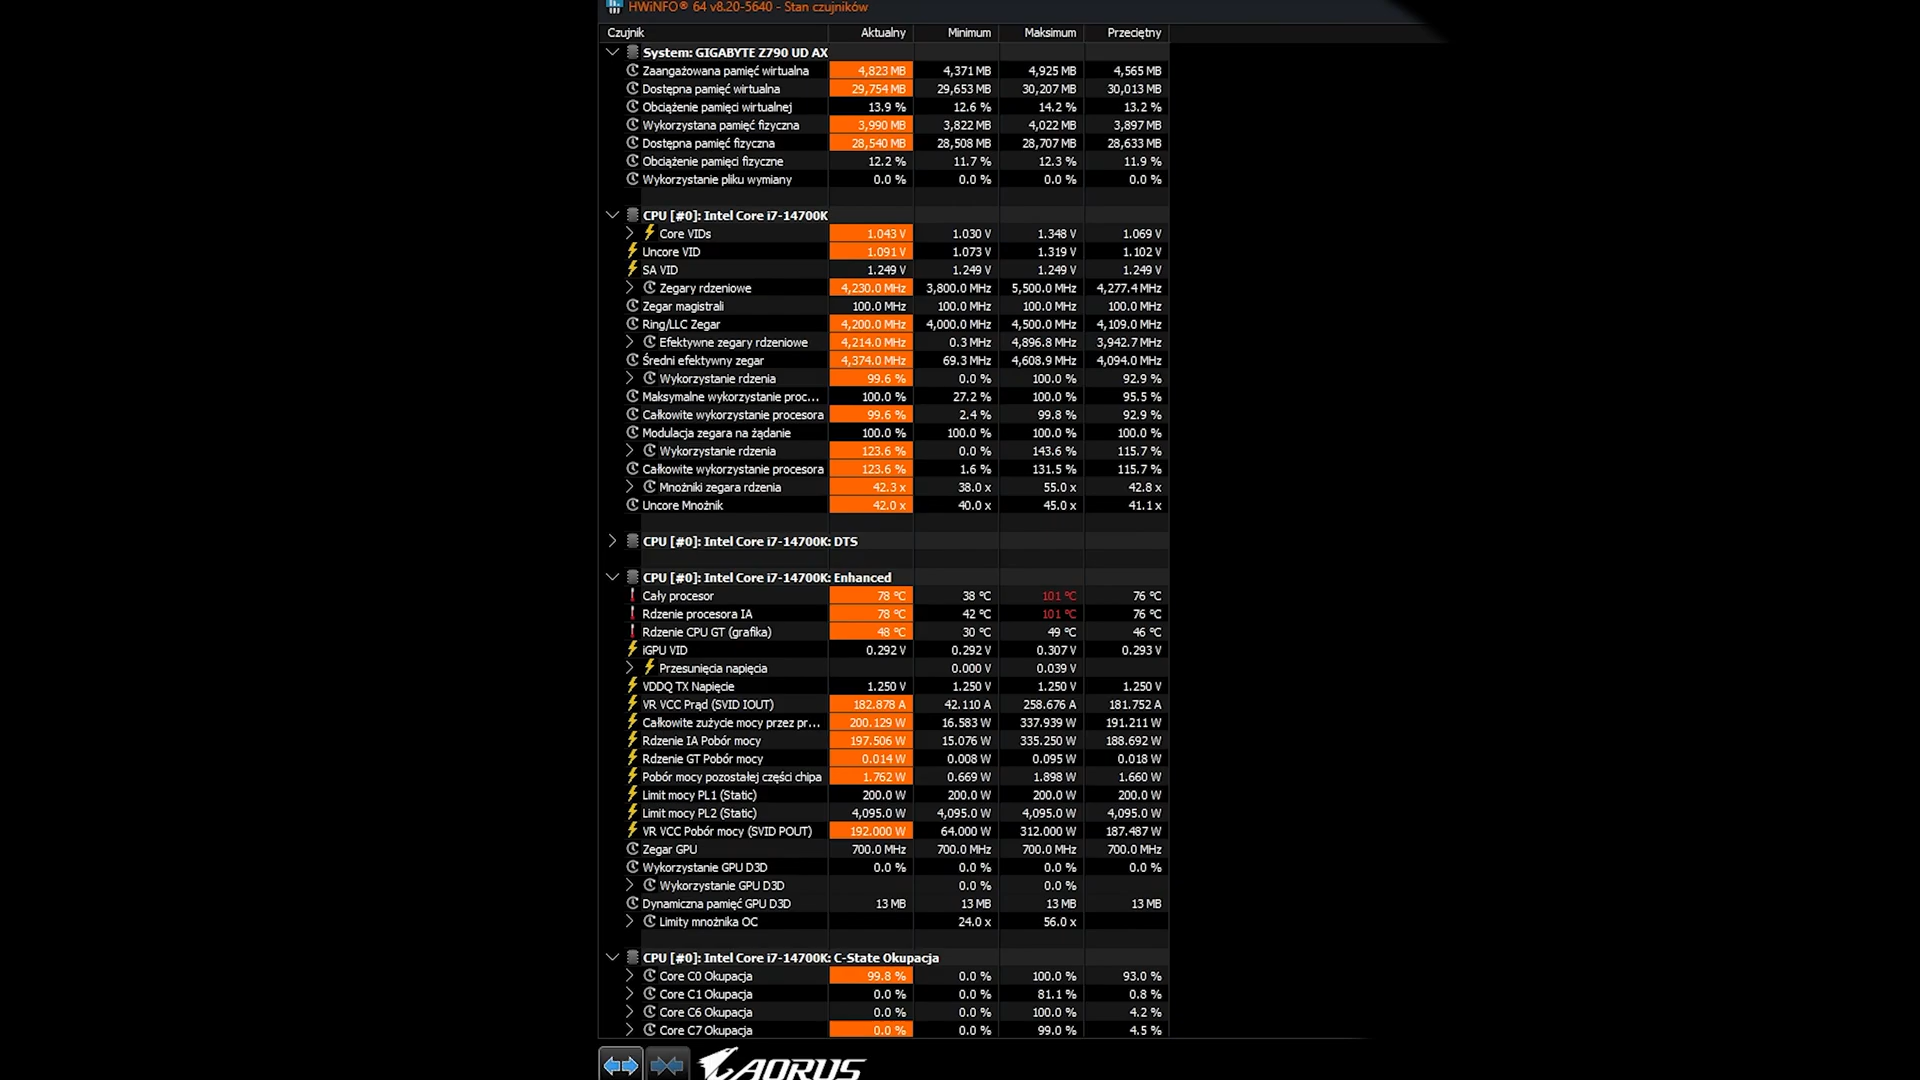 HWiNFO® 64 v8.20-5640 - Stan czujników
Czujnik Aktualny Minimum Maksimum Przeciętny
System: GIGABYTE Z790 UD AX
Zaangażowana pamięć wirtualna 4,823 MB 4,371 MB 4,925 MB 4,565 MB
Dostępna pamięć wirtualna 29,754 MB 29,653 MB 30,207 MB 30,013 MB
Obciążenie pamięci wirtualnej 13.9 % 12.6 % 14.2 % 13.2 %
Wykorzystana pamięć fizyczna 3,990 MB 3,822 MB 4,022 MB 3,897 MB
Dostępna pamięć fizyczna 28,540 MB 28,508 MB 28,707 MB 28,633 MB
Obciążenie pamięci fizyczne 12.2 % 11.7 % 12.3 % 11.9 %
Wykorzystanie pliku wymiany 0.0 % 0.0 % 0.0 % 0.0 %
CPU [#0]: Intel Core i7-14700K
Core VIDs 1.043 V 1.030 V 1.348 V 1.069 V
Uncore VID 1.091 V 1.073 V 1.319 V 1.102 V
SA VID 1.249 V 1.249 V 1.249 V 1.249 V
Zegary rdzeniowe 4,230.0 MHz 3,800.0 MHz 5,500.0 MHz 4,277.4 MHz
Zegar magistrali 100.0 MHz 100.0 MHz 100.0 MHz 100.0 MHz
Ring/LLC Zegar 4,200.0 MHz 4,000.0 MHz 4,500.0 MHz 4,109.0 MHz
Efektywne zegary rdzeniowe 4,214.0 MHz 0.3 MHz 4,896.8 MHz 3,942.7 MHz
Średni efektywny zegar 4,374.0 MHz 69.3 MHz 4,608.9 MHz 4,094.0 MHz
Wykorzystanie rdzenia 99.6 % 0.0 % 100.0 % 92.9 %
Maksymalne wykorzystanie proc... 100.0 % 27.2 % 100.0 % 95.5 %
Całkowite wykorzystanie procesora 99.6 % 2.4 % 99.8 % 92.9 %
Modulacja zegara na żądanie 100.0 % 100.0 % 100.0 % 100.0 %
Wykorzystanie rdzenia 123.6 % 0.0 % 143.6 % 115.7 %
Całkowite wykorzystanie procesora 123.6 % 1.6 % 131.5 % 115.7 %
Mnożniki zegara rdzenia 42.3 x 38.0 x 55.0 x 42.8 x
Uncore Mnożnik 42.0 x 40.0 x 45.0 x 41.1 x
CPU [#0]: Intel Core i7-14700K: DTS
CPU [#0]: Intel Core i7-14700K: Enhanced
Cały procesor 78 °C 38 °C 101 °C 76 °C
Rdzenie procesora IA 78 °C 42 °C 101 °C 76 °C
Rdzenie CPU GT (grafika) 48 °C 30 °C 49 °C 46 °C
iGPU VID 0.292 V 0.292 V 0.307 V 0.293 V
Przesunięcia napięcia 0.000 V 0.039 V
VDDQ TX Napięcie 1.250 V 1.250 V 1.250 V 1.250 V
VR VCC Prąd (SVID IOUT) 182.878 A 42.110 A 258.676 A 181.752 A
Całkowite zużycie mocy przez pr... 200.129 W 16.583 W 337.939 W 191.211 W
Rdzenie IA Pobór mocy 197.506 W 15.076 W 335.250 W 188.692 W
Rdzenie GT Pobór mocy 0.014 W 0.008 W 0.095 W 0.018 W
Pobór mocy pozostałej części chipa 1.762 W 0.669 W 1.898 W 1.660 W
Limit mocy PL1 (Static) 200.0 W 200.0 W 200.0 W 200.0 W
Limit mocy PL2 (Static) 4,095.0 W 4,095.0 W 4,095.0 W 4,095.0 W
VR VCC Pobór mocy (SVID POUT) 192.000 W 64.000 W 312.000 W 187.487 W
Zegar GPU 700.0 MHz 700.0 MHz 700.0 MHz 700.0 MHz
Wykorzystanie GPU D3D 0.0 % 0.0 % 0.0 % 0.0 %
Wykorzystanie GPU D3D 0.0 % 0.0 %
Dynamiczna pamięć GPU D3D 13 MB 13 MB 13 MB 13 MB
Limity mnożnika OC 24.0 x 56.0 x
CPU [#0]: Intel Core i7-14700K: C-State Okupacja
Core C0 Okupacja 99.8 % 0.0 % 100.0 % 93.0 %
Core C1 Okupacja 0.0 % 0.0 % 81.1 % 0.8 %
Core C6 Okupacja 0.0 % 0.0 % 100.0 % 4.2 %
Core C7 Okupacja 0.0 % 0.0 % 99.0 % 4.5 %
AORUS